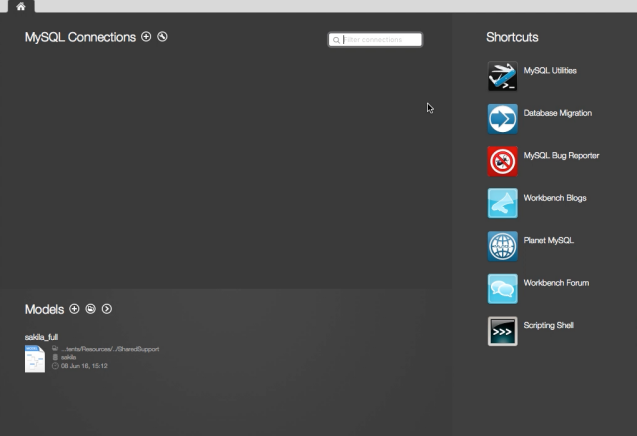 MySQL Connections
Filter connections
Shortcuts
MySQL Utilities
Database Migration
MySQL Bug Reporter
Workbench Blogs
Planet MySQL
Workbench Forum
Scripting Shell
Models
sakila_full
...tents/Resources/../SharedSupport
sakila
08 Jun 16, 15:12